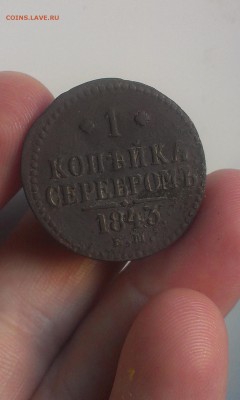 COINS.LAVE.RU
1
КОПѢЙКА
СЕРЕБРОМЪ
1843
Е. М.